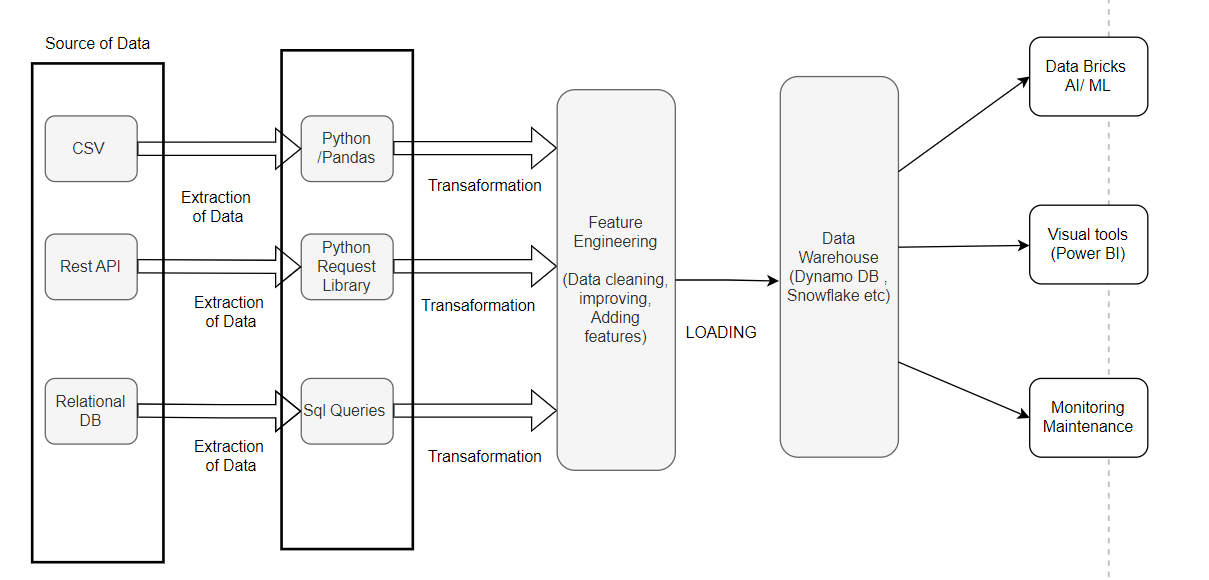 Source of Data
CSV
Rest API
Relational
DB
Extraction
of Data
Extraction
of Data
Extraction
of Data
Python
/Pandas
Python
Request
Library
Sql Queries
Transaformation
Transaformation
Transaformation
Feature
Engineering
(Data cleaning,
improving,
Adding
features)
LOADING
Data
Warehouse
(Dynamo DB ,
Snowflake etc)
Data Bricks
AI/ ML
Visual tools
(Power BI)
Monitoring
Maintenance